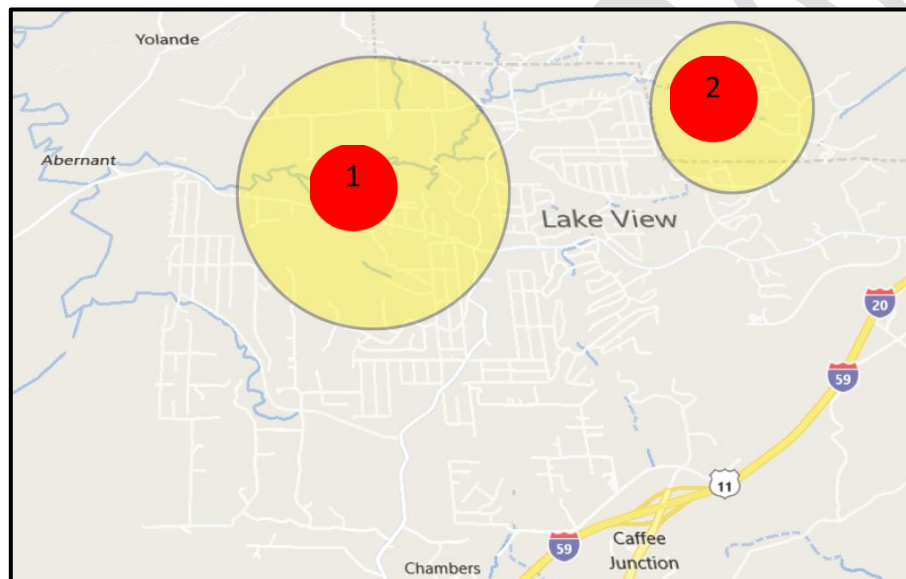 Yolande
2
1
Abernant
Lake View
20
59
11
59
Caffee
Junction
Chambers